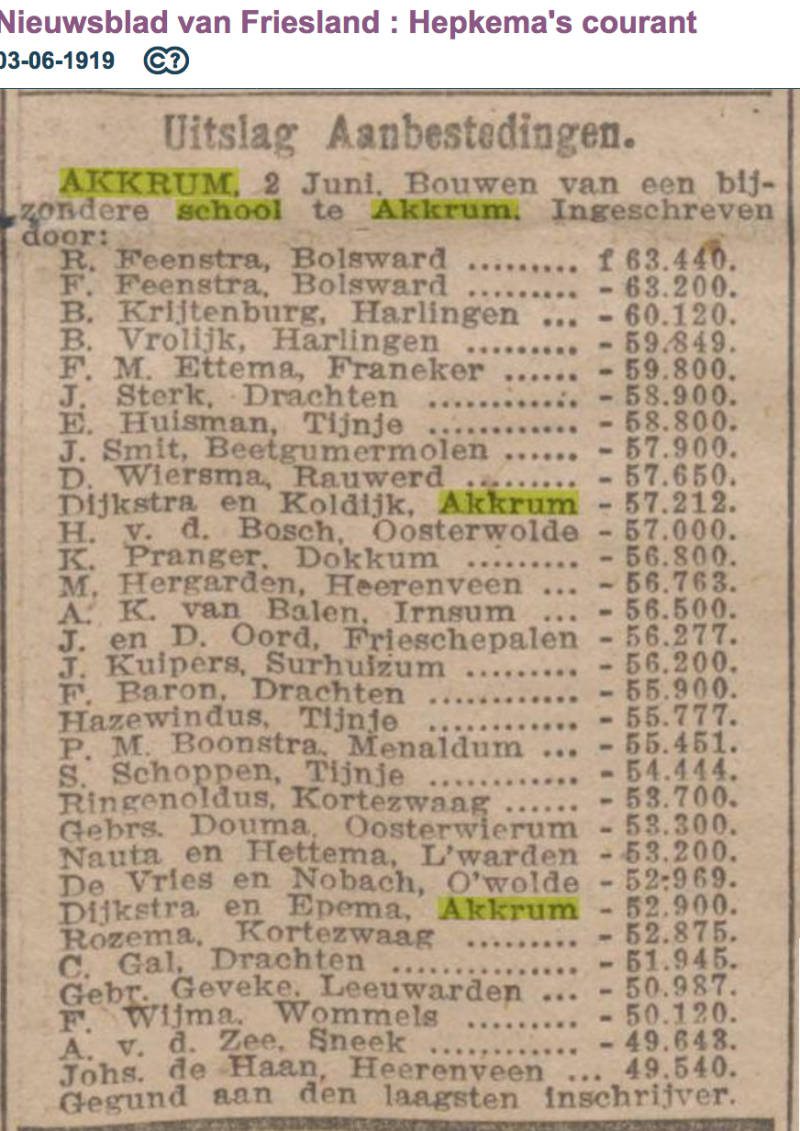 Nieuwsblad van Friesland : Hepkema's courant
03-06-1919 ©?
Uitslag Aanbestedingen.
AKKRUM, 2 Juni. Bouwen van een bij-
zondere school te Akkrum. Ingeschreven
door:
R. Feenstra, Bolsward ......... f 63.440.
F. Feenstra, Bolsward ......... - 63.200.
B. Krijtenburg, Harlingen ... - 60.120.
B. Vrolijk, Harlingen ......... - 59.849.
F. M. Ettema, Franeker ...... - 59.800.
J. Sterk, Drachten ............ - 58.900.
E. Huisman, Tijnje ............ - 58.800.
J. Smit, Beetgumermolen ...... - 57.900.
D. Wiersma, Rauwerd ......... - 57.650.
Dijkstra en Koldijk, Akkrum - 57.212.
H. v. d. Bosch, Oosterwolde - 57.000.
K. Pranger, Dokkum ......... - 56.800.
M. Hergarden, Heerenveen ... - 56.763.
A. K. van Balen, Irnsum ... - 56.500.
J. en D. Oord, Frieschepalen - 56.277.
J. Kuipers, Surhuizum ......... - 56.200.
F. Baron, Drachten ............ - 55.900.
Hazewindus, Tijnje ............ - 55.777.
P. M. Boonstra, Menaldum ... - 55.451.
S. Schoppen, Tijnje ............ - 54.444.
Ringenoldus, Kortezwaag ...... - 53.700.
Gebrs. Douma, Oosterwierum - 53.300.
Nauta en Hettema, L'warden - 53.200.
De Vries en Nobach, O'wolde - 52.969.
Dijkstra en Epema, Akkrum - 52.900.
Rozema, Kortezwaag ......... - 52.875.
C. Gal, Drachten ............... - 51.945.
Gebr. Geveke, Leeuwarden ... - 50.987.
F. Wijma, Wommels ......... - 50.120.
A. v. d. Zee, Sneek ............ - 49.643.
Johs. de Haan, Heerenveen ... 49.540.
Gegund aan den laagsten inschrijver.